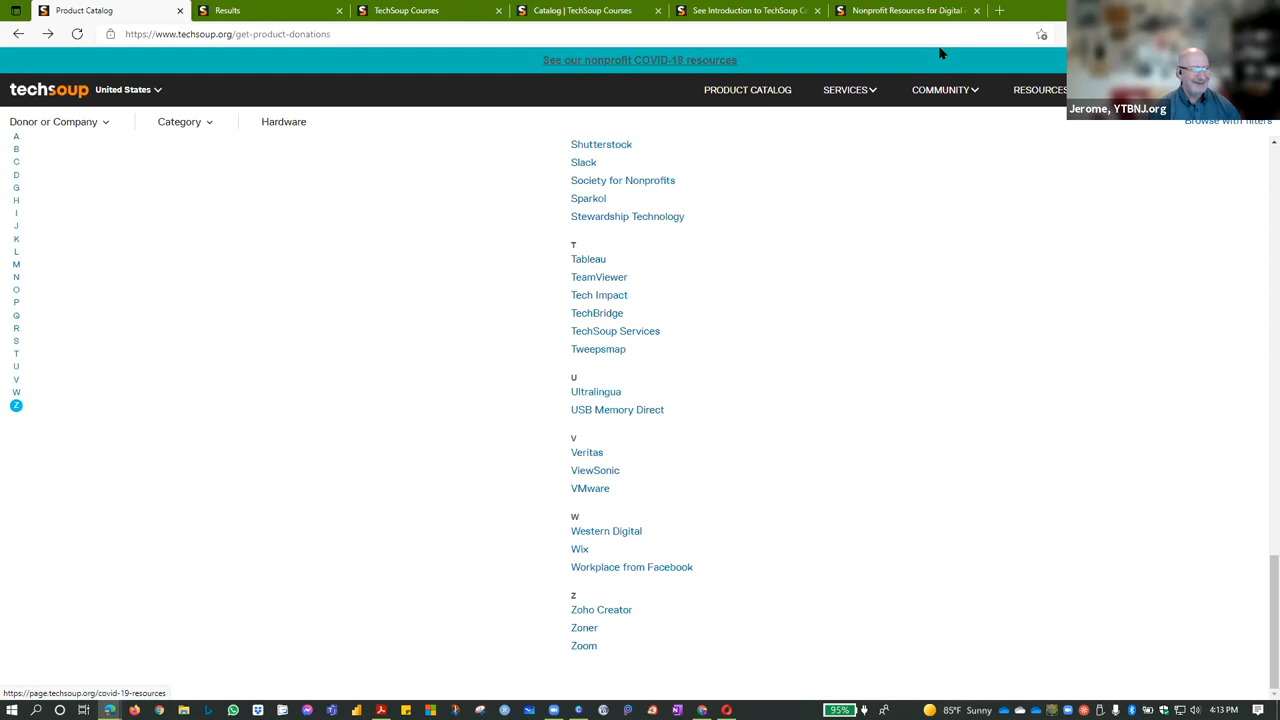 Product Catalog
Results
TechSoup Courses
Catalog | TechSoup Courses
See Introduction to TechSoup Co
Nonprofit Resources for Digital
https://www.techsoup.org/get-product-donations
See our nonprofit COVID-19 resources
techsoup
United States
PRODUCT CATALOG
SERVICES
COMMUNITY
RESOURCES
Jerome, YTBNJ.org
Donor or Company
Category
Hardware
Browse with filters
A
B
C
D
G
H
I
J
K
L
M
N
O
P
Q
R
S
T
U
V
W
Z
Shutterstock
Slack
Society for Nonprofits
Sparkol
Stewardship Technology
T
Tableau
TeamViewer
Tech Impact
TechBridge
TechSoup Services
Tweepsmap
U
Ultralingua
USB Memory Direct
V
Veritas
ViewSonic
VMware
W
Western Digital
Wix
Workplace from Facebook
Z
Zoho Creator
Zoner
Zoom
https://page.techsoup.org/covid-19-resources
95%
85°F Sunny
4:13 PM